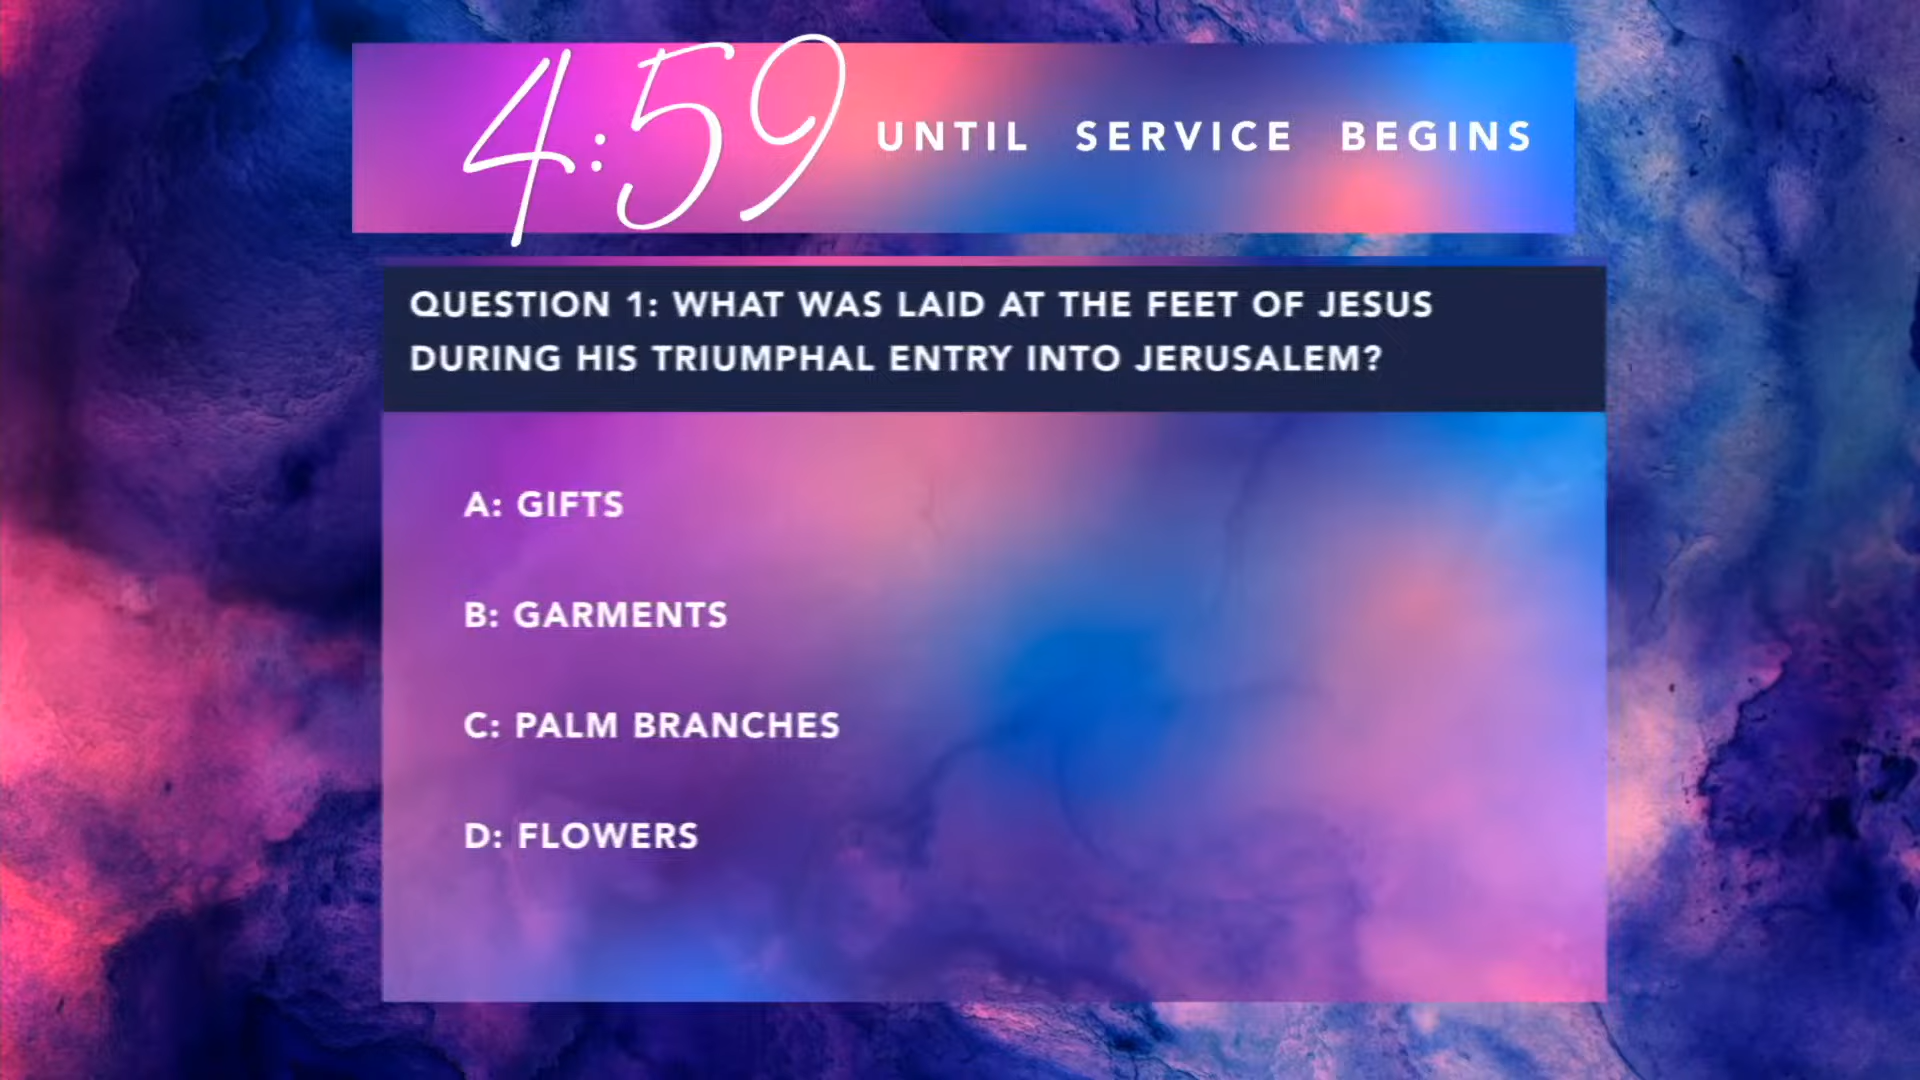 4:59 UNTIL SERVICE BEGINS
QUESTION 1: WHAT WAS LAID AT THE FEET OF JESUS
DURING HIS TRIUMPHAL ENTRY INTO JERUSALEM?
A: GIFTS
B: GARMENTS
C: PALM BRANCHES
D: FLOWERS